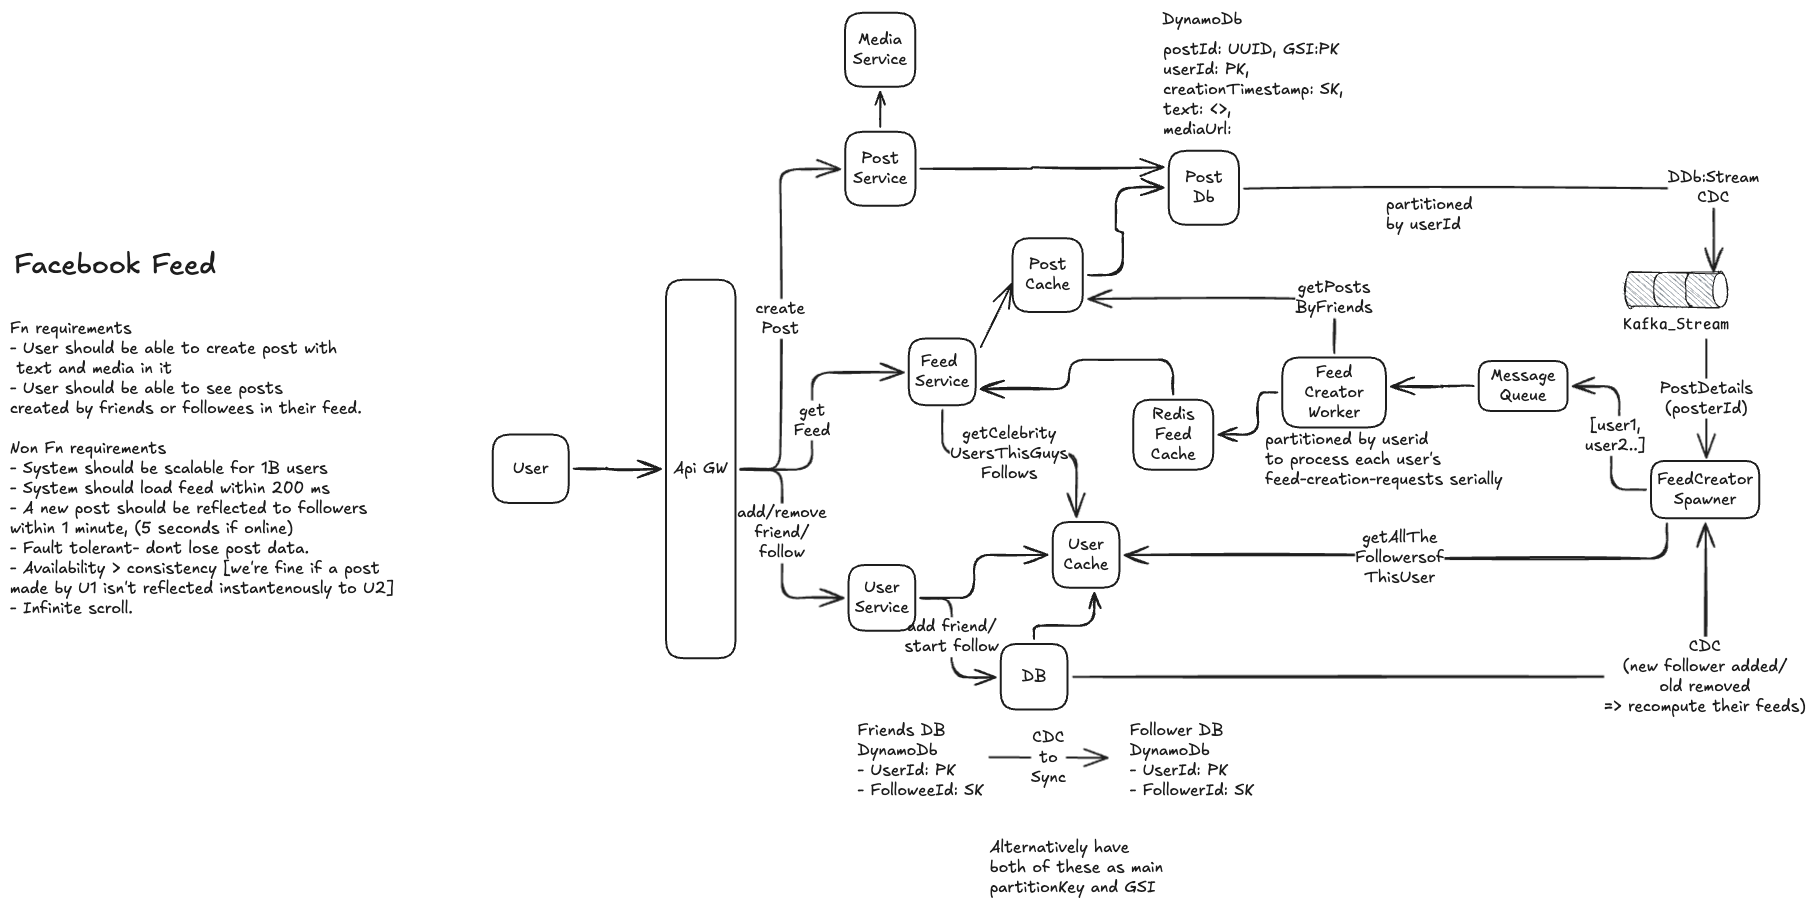 Facebook Feed
Fn requirements
- User should be able to create post with
text and media in it
- User should be able to see posts
created by friends or followees in their feed.
Non Fn requirements
- System should be scalable for 1B users
- System should load feed within 200 ms
- A new post should be reflected to followers
within 1 minute, (5 seconds if online)
- Fault tolerant- dont lose post data.
- Availability > consistency [we're fine if a post
made by U1 isn't reflected instantenously to U2]
- Infinite scroll.
User
Api GW
create
Post
get
Feed
add/remove
friend/
follow
Media
Service
Post
Service
Feed
Service
getCelebrity
UsersThisGuys
Follows
User
Service
add friend/
start follow
DB
User
Cache
Post
Cache
DynamoDb
postId: UUID, GSI:PK
userId: PK,
creationTimestamp: SK,
text: <>,
mediaUrl:
Post
Db
partitioned
by userId
DDb:Stream
CDC
Kafka_Stream
PostDetails
(posterId)
FeedCreator
Spawner
[user1,
user2..]
Message
Queue
Feed
Creator
Worker
partitioned by userid
to process each user's
feed-creation-requests serially
getPosts
ByFriends
Redis
Feed
Cache
getAllThe
Followersof
ThisUser
CDC
(new follower added/
old removed
=> recompute their feeds)
Friends DB
DynamoDb
- UserId: PK
- FolloweeId: SK
CDC
to
Sync
Follower DB
DynamoDb
- UserId: PK
- FollowerId: SK
Alternatively have
both of these as main
partitionKey and GSI